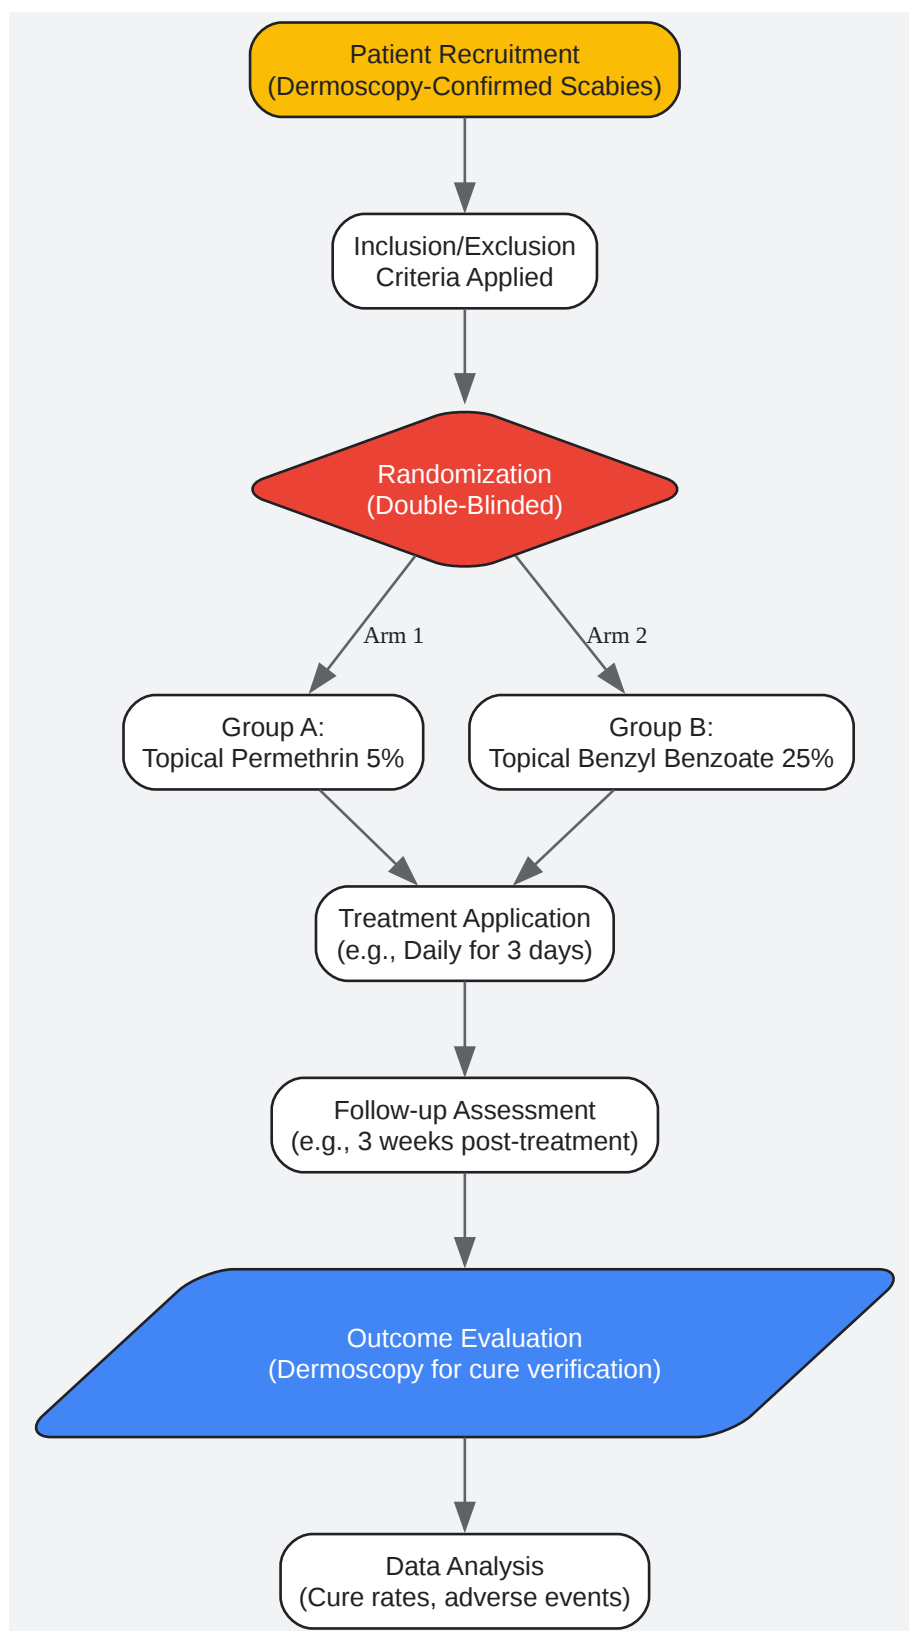 Patient Recruitment
(Dermoscopy-Confirmed Scabies)
Inclusion/Exclusion
Criteria Applied
Randomization
(Double-Blinded)
Arm 1
Arm 2
Group A:
Topical Permethrin 5%
Group B:
Topical Benzyl Benzoate 25%
Treatment Application
(e.g., Daily for 3 days)
Follow-up Assessment
(e.g., 3 weeks post-treatment)
Outcome Evaluation
(Dermoscopy for cure verification)
Data Analysis
(Cure rates, adverse events)